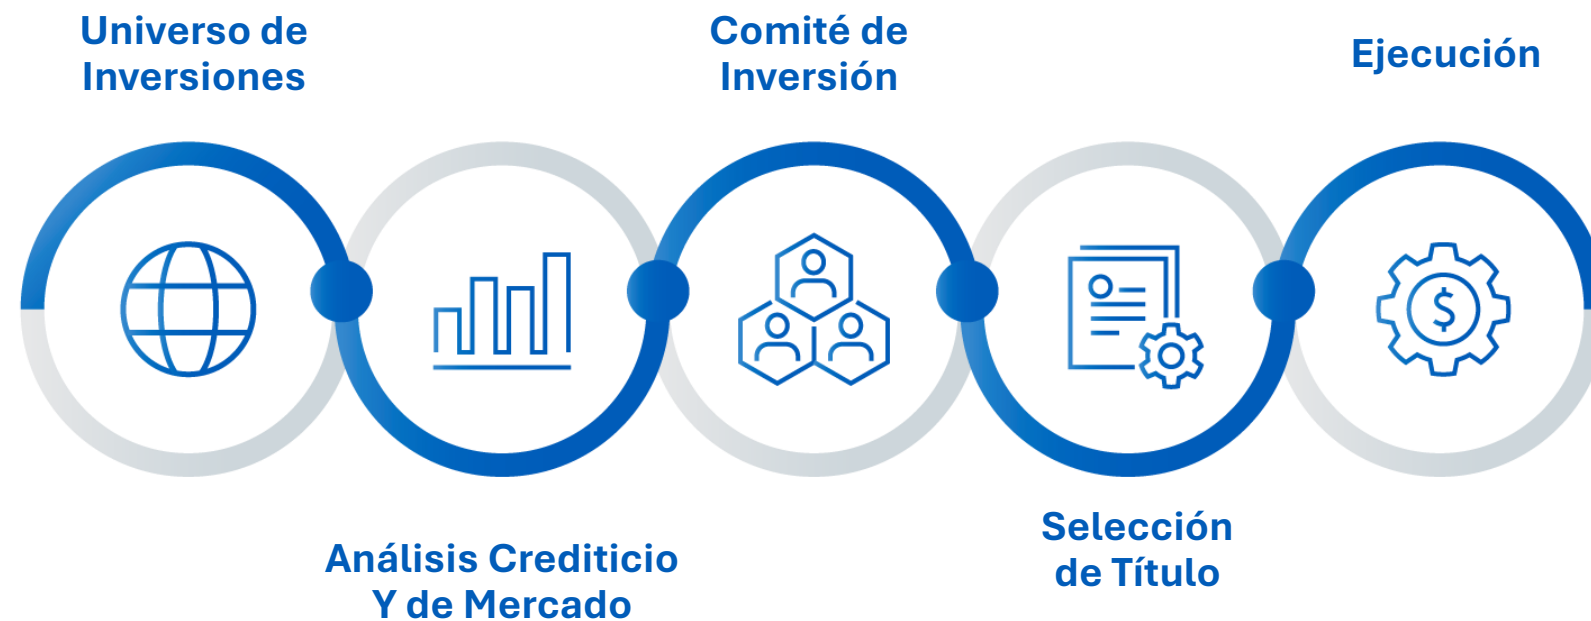 Universo de
Inversiones
Análisis Crediticio
Y de Mercado
Comité de
Inversión
Selección
de Título
Ejecución
$